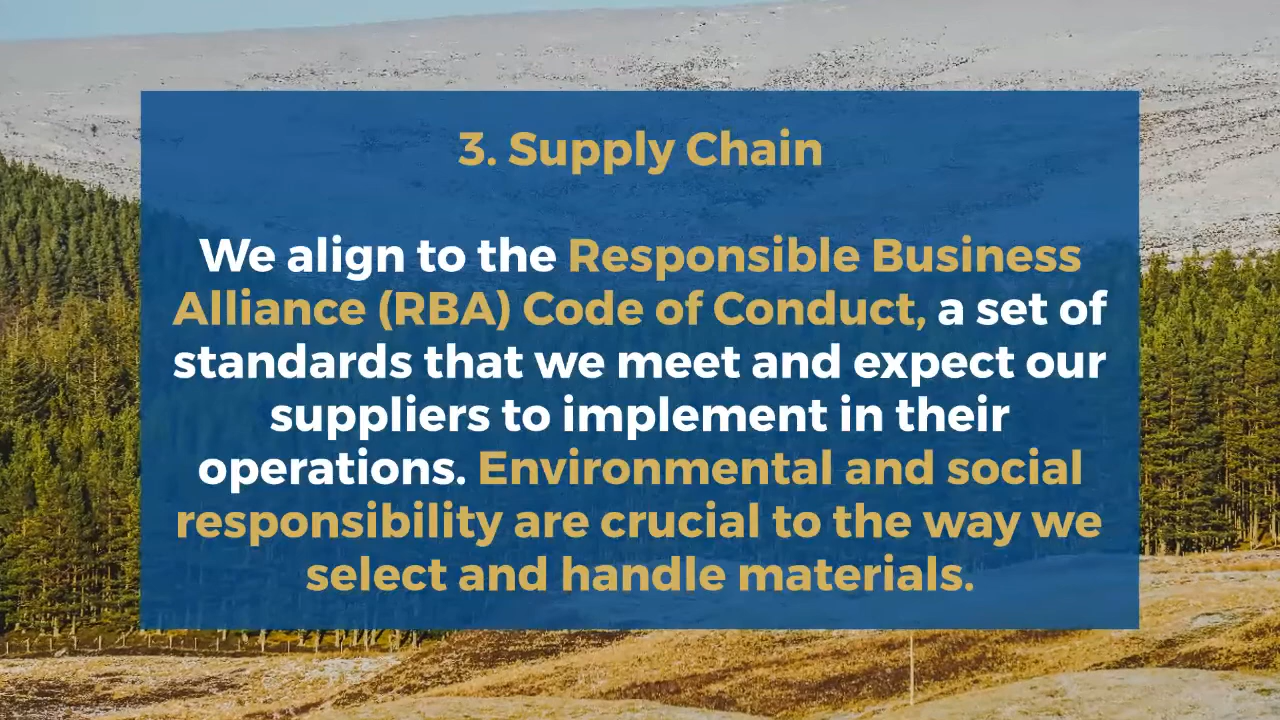 3. Supply Chain
We align to the Responsible Business
Alliance (RBA) Code of Conduct, a set of
standards that we meet and expect our
suppliers to implement in their
operations. Environmental and social
responsibility are crucial to the way we
select and handle materials.